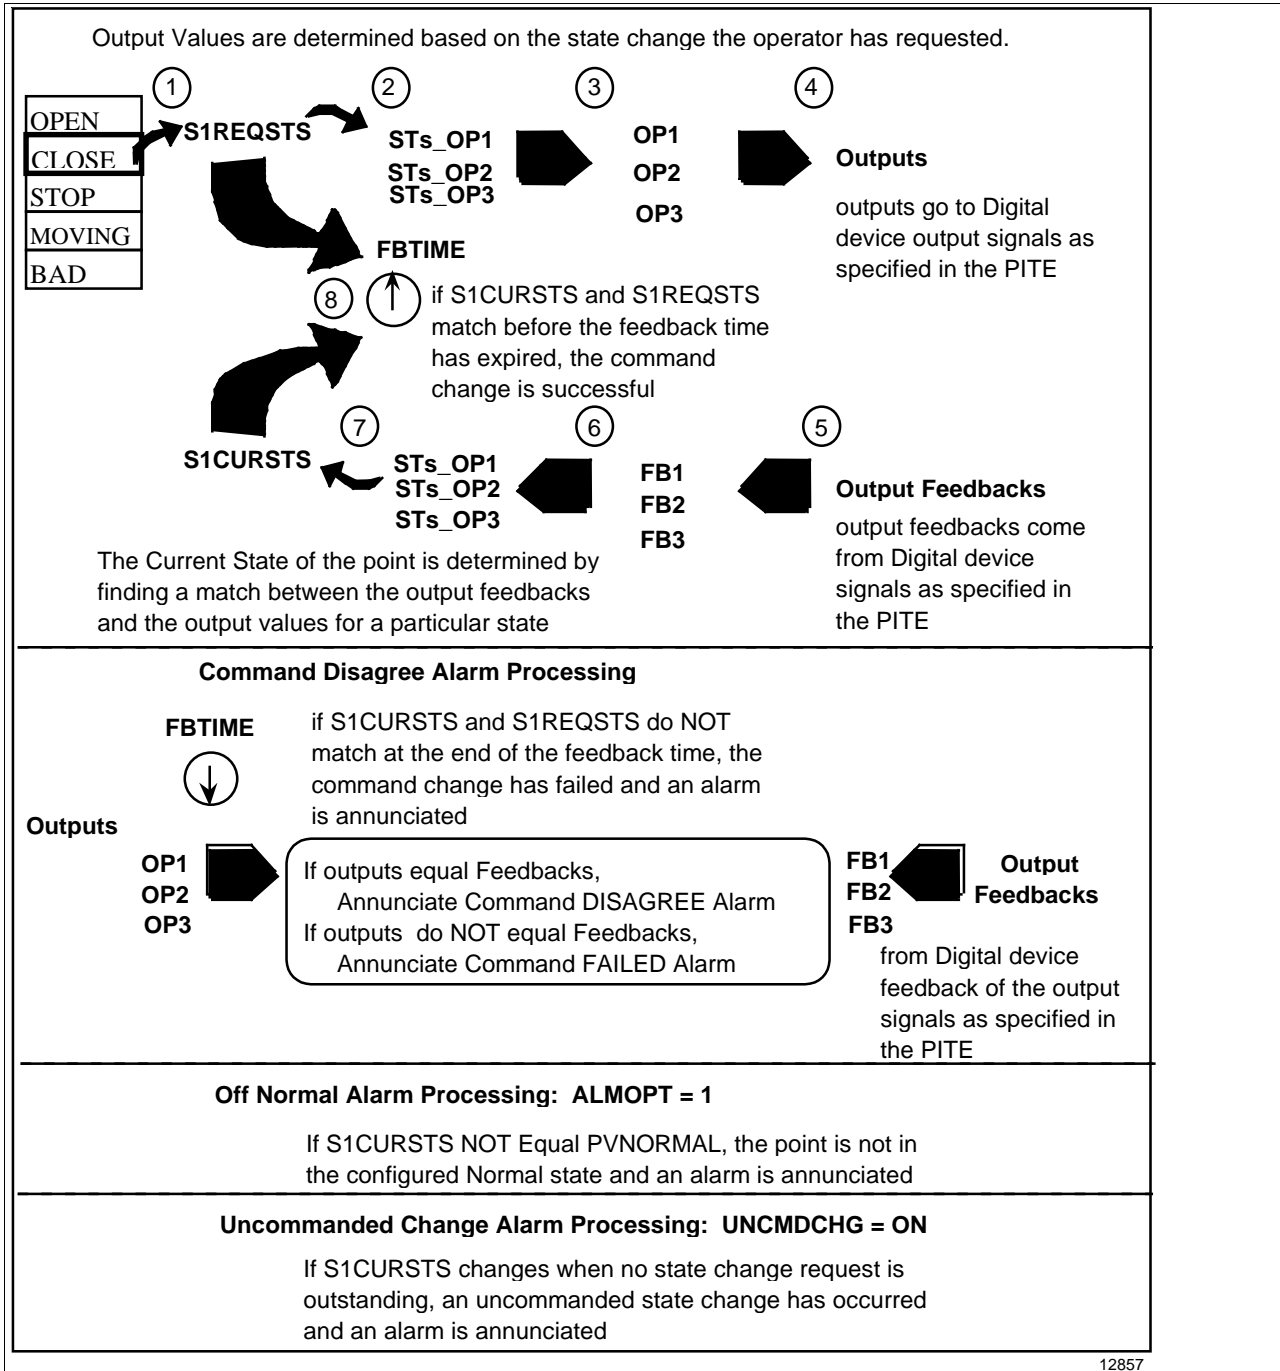 Output Values are determined based on the state change the operator has requested.
1
2
3
4
OPEN
CLOSE
STOP
MOVING
BAD
S1REQSTS
STs_OP1
STs_OP2
STs_OP3
OP1
OP2
OP3
Outputs
outputs go to Digital
device output signals as
specified in the PITE
FBTIME
8
if S1CURSTS and S1REQSTS
match before the feedback time
has expired, the command
change is successful
7
6
5
S1CURSTS
STs_OP1
STs_OP2
STs_OP3
FB1
FB2
FB3
Output Feedbacks
output feedbacks come
from Digital device
signals as specified in
the PITE
The Current State of the point is determined by
finding a match between the output feedbacks
and the output values for a particular state
Command Disagree Alarm Processing
FBTIME
if S1CURSTS and S1REQSTS do NOT
match at the end of the feedback time, the
command change has failed and an alarm
is annunciated
Outputs
OP1
OP2
OP3
If outputs equal Feedbacks,
Annunciate Command DISAGREE Alarm
If outputs do NOT equal Feedbacks,
Annunciate Command FAILED Alarm
FB1
FB2
FB3
Output
Feedbacks
from Digital device
feedback of the output
signals as specified in
the PITE
Off Normal Alarm Processing: ALMOPT = 1
If S1CURSTS NOT Equal PVNORMAL, the point is not in
the configured Normal state and an alarm is annunciated
Uncommanded Change Alarm Processing: UNCMDCHG = ON
If S1CURSTS changes when no state change request is
outstanding, an uncommanded state change has occurred
and an alarm is annunciated
12857